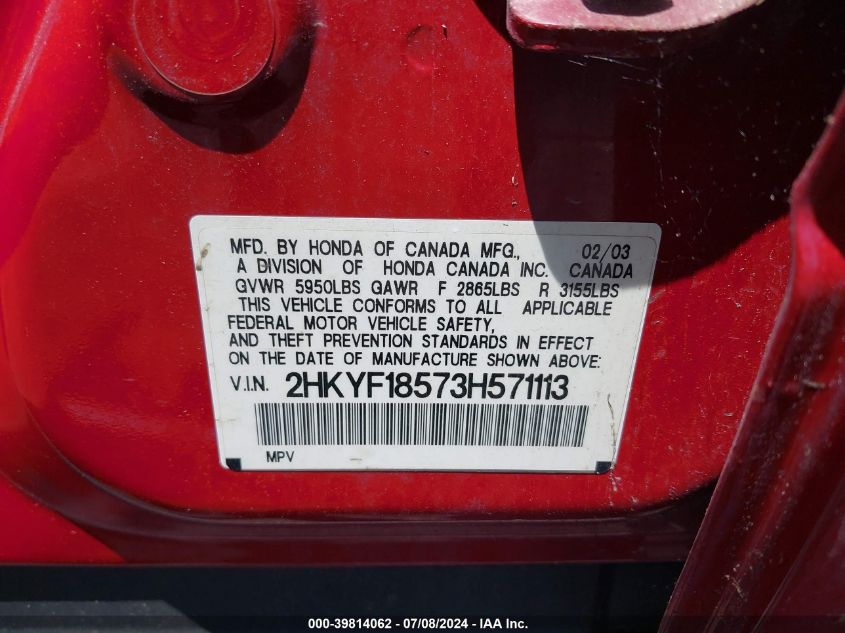 MFD. BY HONDA OF CANADA MFG., 02/03
A DIVISION OF HONDA CANADA INC. CANADA
GVWR 5950LBS GAWR F 2865LBS R 3155LBS
THIS VEHICLE CONFORMS TO ALL APPLICABLE
FEDERAL MOTOR VEHICLE SAFETY,
AND THEFT PREVENTION STANDARDS IN EFFECT
ON THE DATE OF MANUFACTURE SHOWN ABOVE:
V.I.N. 2HKYF18573H571113
MPV
000-39814062 / 07/08/2024 - IAA Inc.